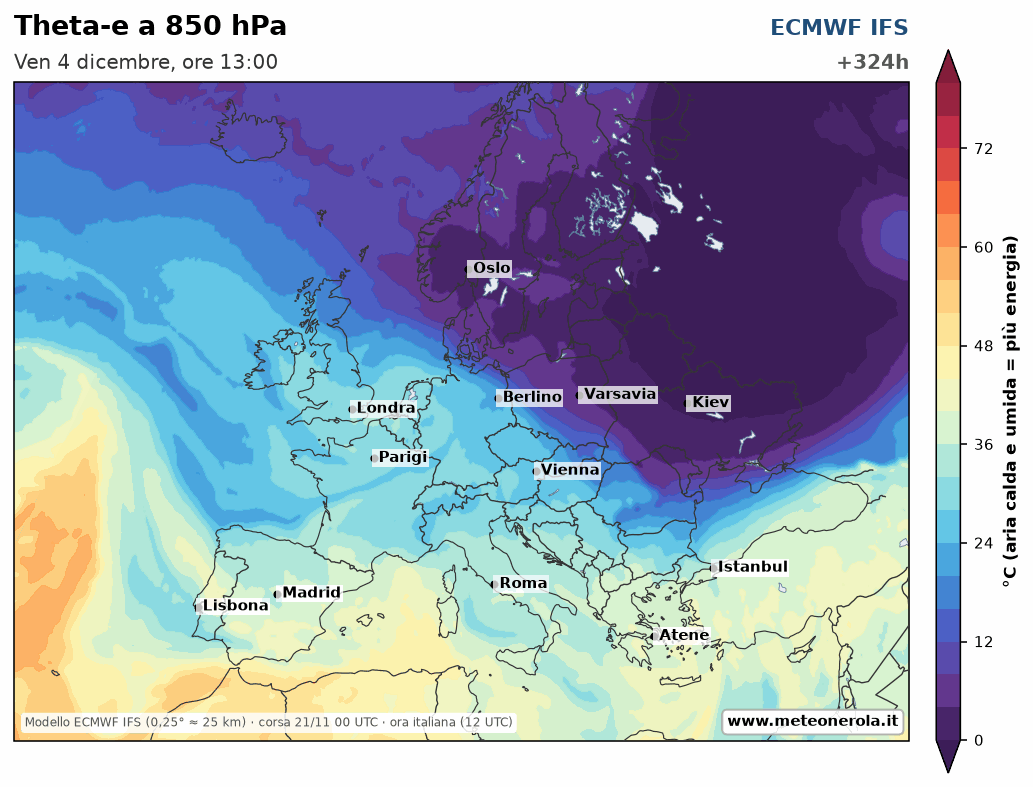 Theta-e a 850 hPa
ECMWF IFS
Ven 4 dicembre, ore 13:00
+324h
Oslo
Berlino
Varsavia
Kiev
Londra
Parigi
Vienna
Istanbul
Roma
Madrid
Lisbona
Atene
Modello ECMWF IFS (0,25° ≈ 25 km) · corsa 21/11 00 UTC · ora italiana (12 UTC)
www.meteonerola.it
72
60
48
36
24
12
0
°C (aria calda e umida = più energia)